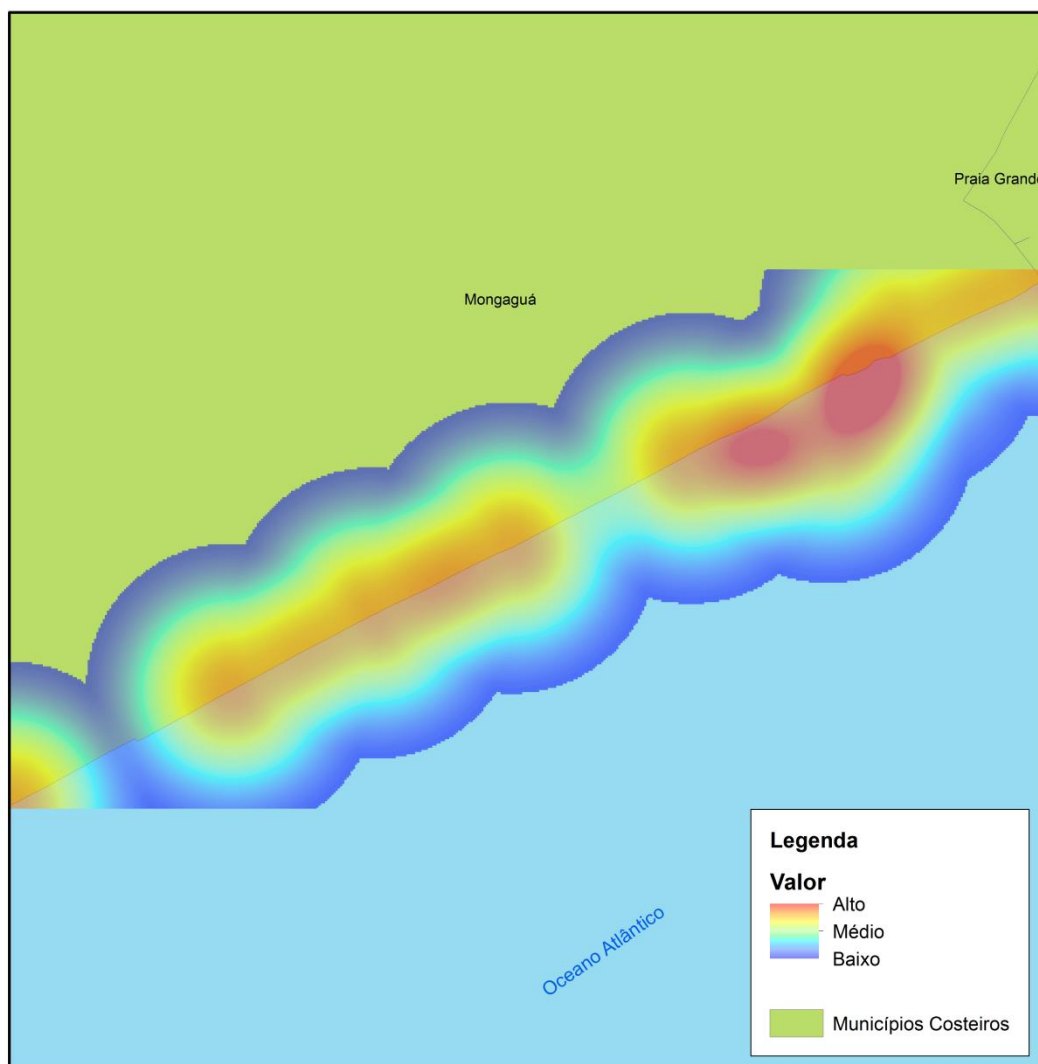 Praia Grande
Mongaguá
Oceano Atlântico
Legenda
Valor
Alto
Médio
Baixo
Municípios Costeiros